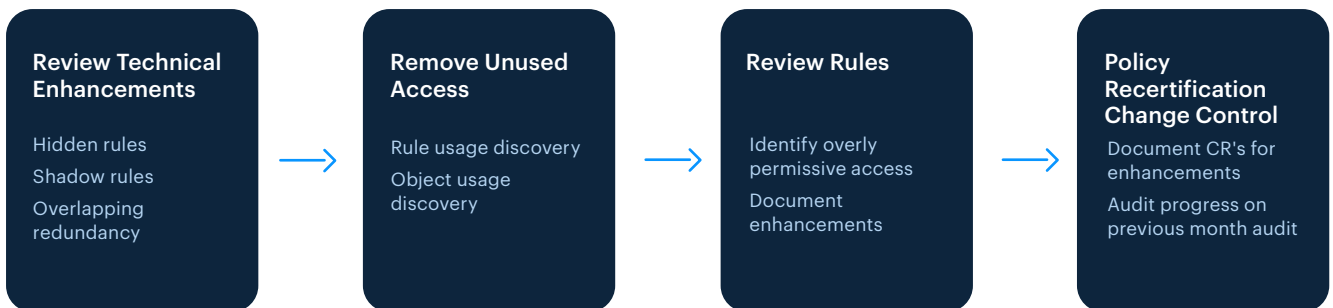 Review Technical
Enhancements
Hidden rules
Shadow rules
Overlapping
redundancy
Remove Unused
Access
Rule usage discovery
Object usage
discovery
Review Rules
Identify overly
permissive access
Document
enhancements
Policy
Recertification
Change Control
Document CR's for
enhancements
Audit progress on
previous month audit